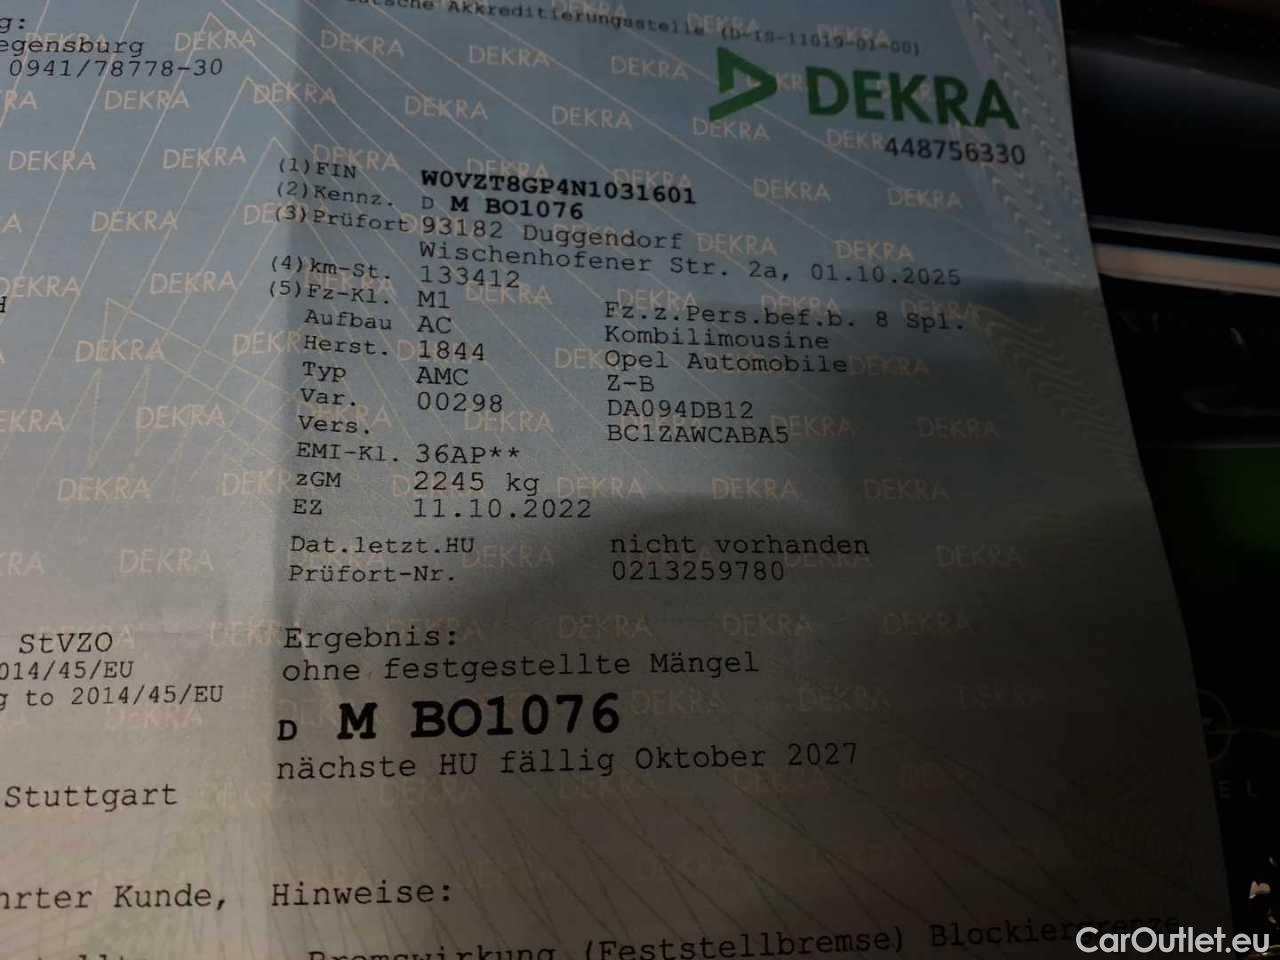 g:
egensburg
0941/78778-30
Akkreditierungsstelle (D-IS-11019-01-00)
DEKRA
448756330
(1) FIN W0VZT8GP4N1031601
(2) Kennz. D M BO1076
(3) Prüfort 93182 Duggendorf
Wischenhofener Str. 2a, 01.10.2025
(4) km-St. 133412
(5) Fz-Kl. M1 Fz.z.Pers.bef.b. 8 Spl.
Aufbau AC Kombilimousine
Herst. 1844 Opel Automobile
Typ AMC Z-B
Var. 00298 DA094DB12
Vers. BC1ZAWCABA5
EMI-Kl. 36AP**
zGM 2245 kg
EZ 11.10.2022
Dat.letzt.HU nicht vorhanden
Prüfort-Nr. 0213259780
StVZO
014/45/EU
g to 2014/45/EU
Stuttgart
Ergebnis:
ohne festgestellte Mängel
D M BO1076
nächste HU fällig Oktober 2027
hrter Kunde, Hinweise:
Bremswirkung (Feststellbremse) Blockiergrenze
CarOutlet.eu